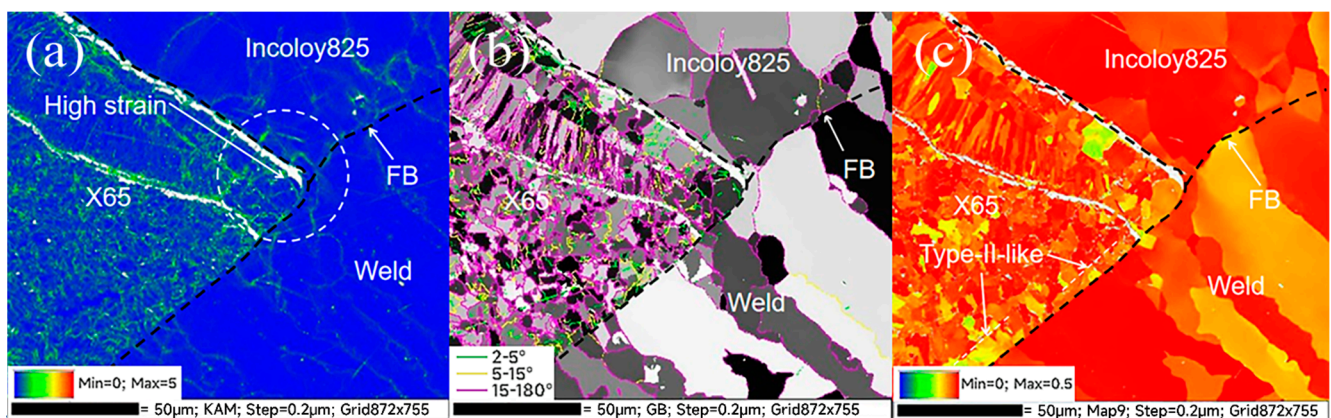 (a)
Incoloy825
High strain
FB
X65
Weld
Min=0; Max=5
= 50μm; KAM; Step=0.2μm; Grid872x755
(b)
Incoloy825
FB
X65
Weld
2-5°
5-15°
15-180°
= 50μm; GB; Step=0.2μm; Grid872x755
(c)
Incoloy825
FB
X65
Type-II-like
Weld
Min=0; Max=0.5
= 50μm; Map9; Step=0.2μm; Grid872x755